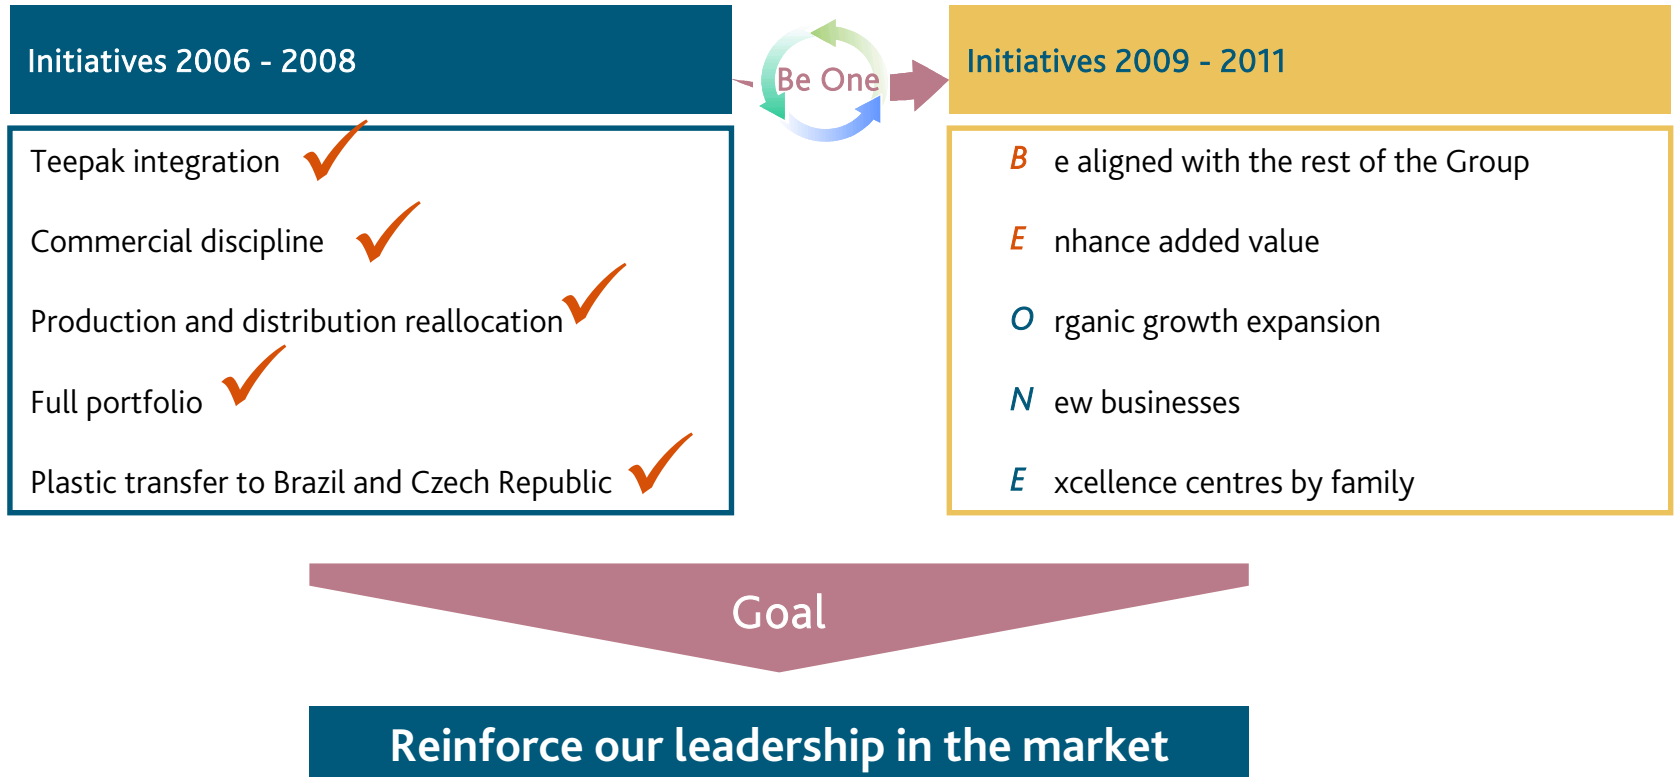 Initiatives 2006 - 2008
Be One
Initiatives 2009 - 2011
Teepak integration
Commercial discipline
Production and distribution reallocation
Full portfolio
Plastic transfer to Brazil and Czech Republic
B e aligned with the rest of the Group
E nhance added value
O rganic growth expansion
N ew businesses
E xcellence centres by family
Goal
Reinforce our leadership in the market